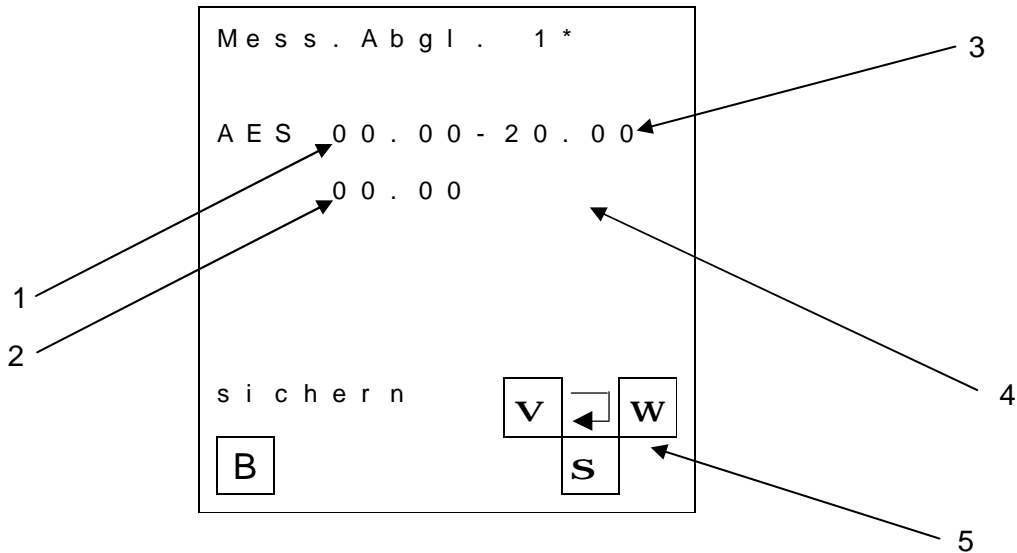 Mess. Abgl. 1*
3
AES 00.00-20.00
00.00
1
2
sichern
4
V W
B S
5